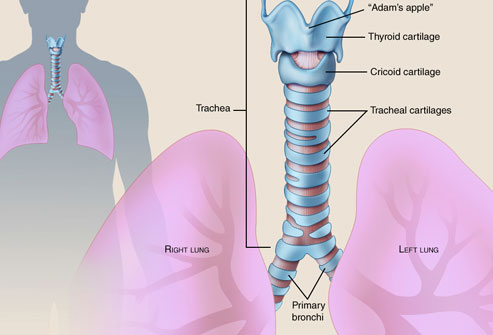 “Adam’s apple”
Thyroid cartilage
Cricoid cartilage
Trachea
Tracheal cartilages
RIGHT LUNG
LEFT LUNG
Primary
bronchi